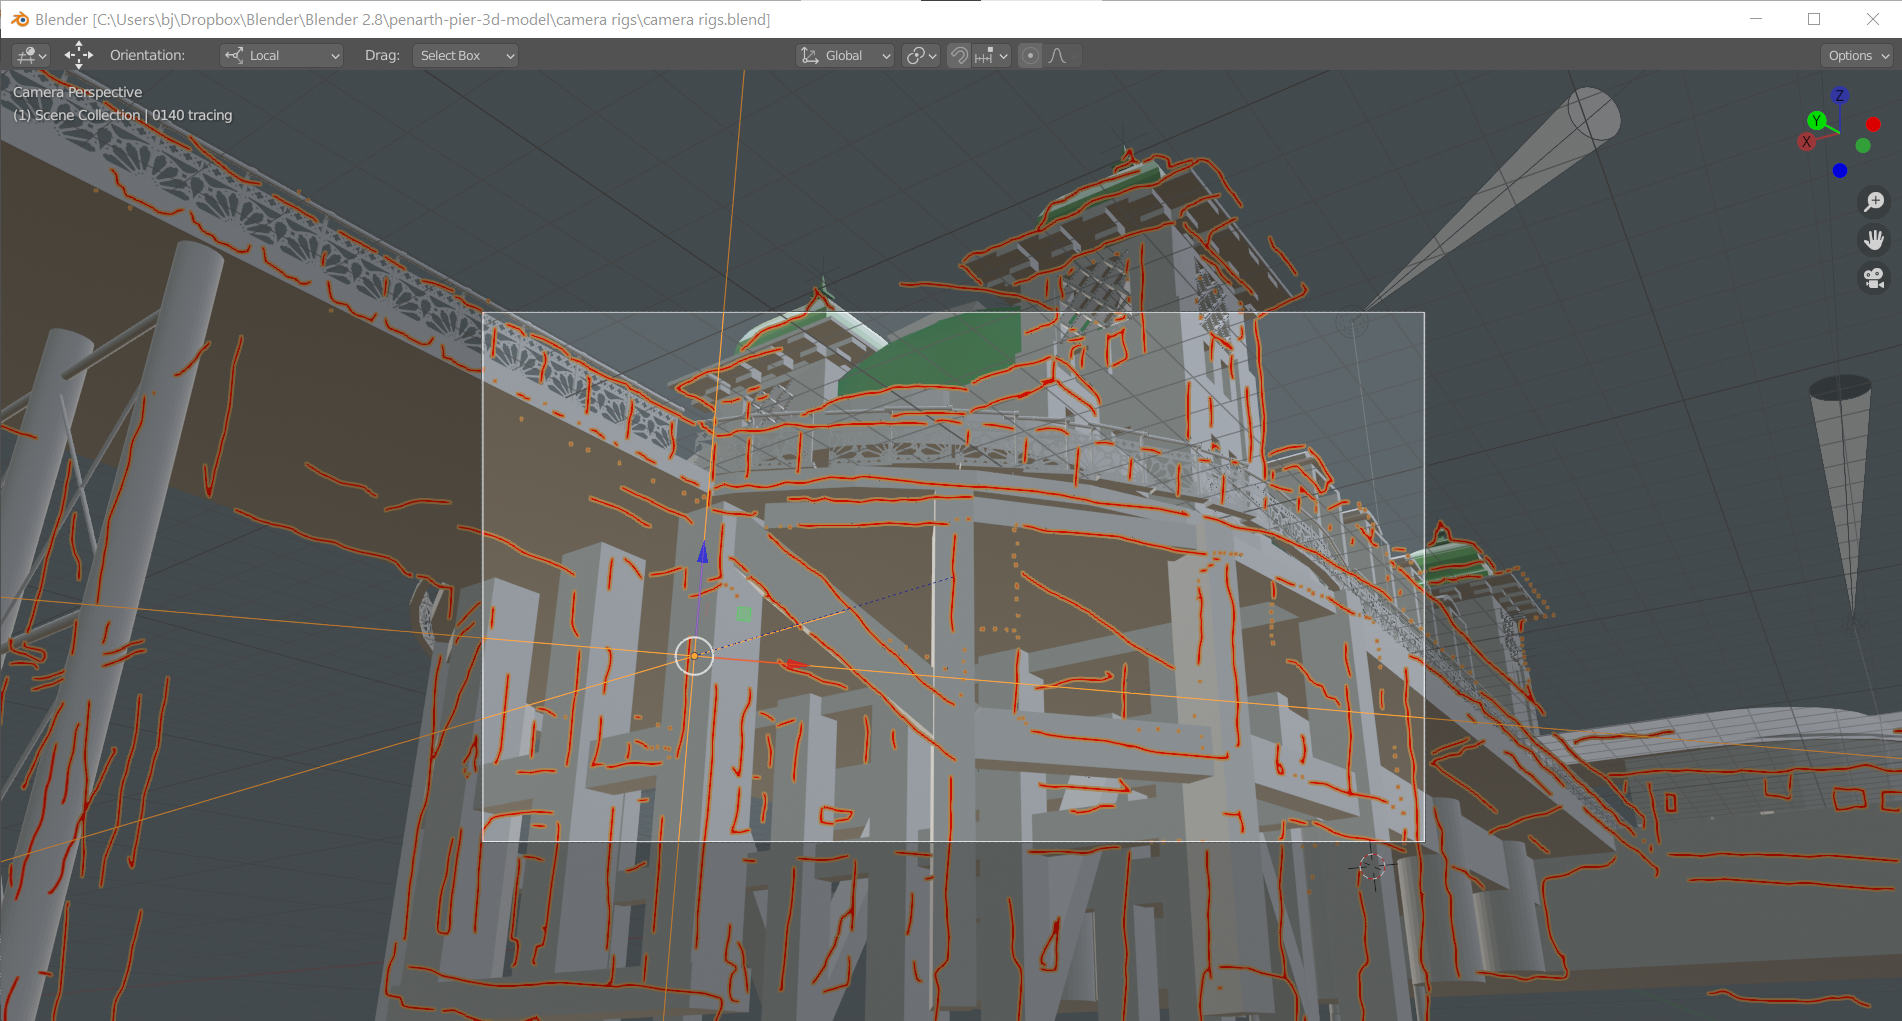 Blender [C:\Users\bj\Dropbox\Blender\Blender 2.8\penarth-pier-3d-model\camera rigs\camera rigs.blend]
Orientation: Local Drag: Select Box Global Options
Camera Perspective
(1) Scene Collection | 0140 tracing
Z
Y
X